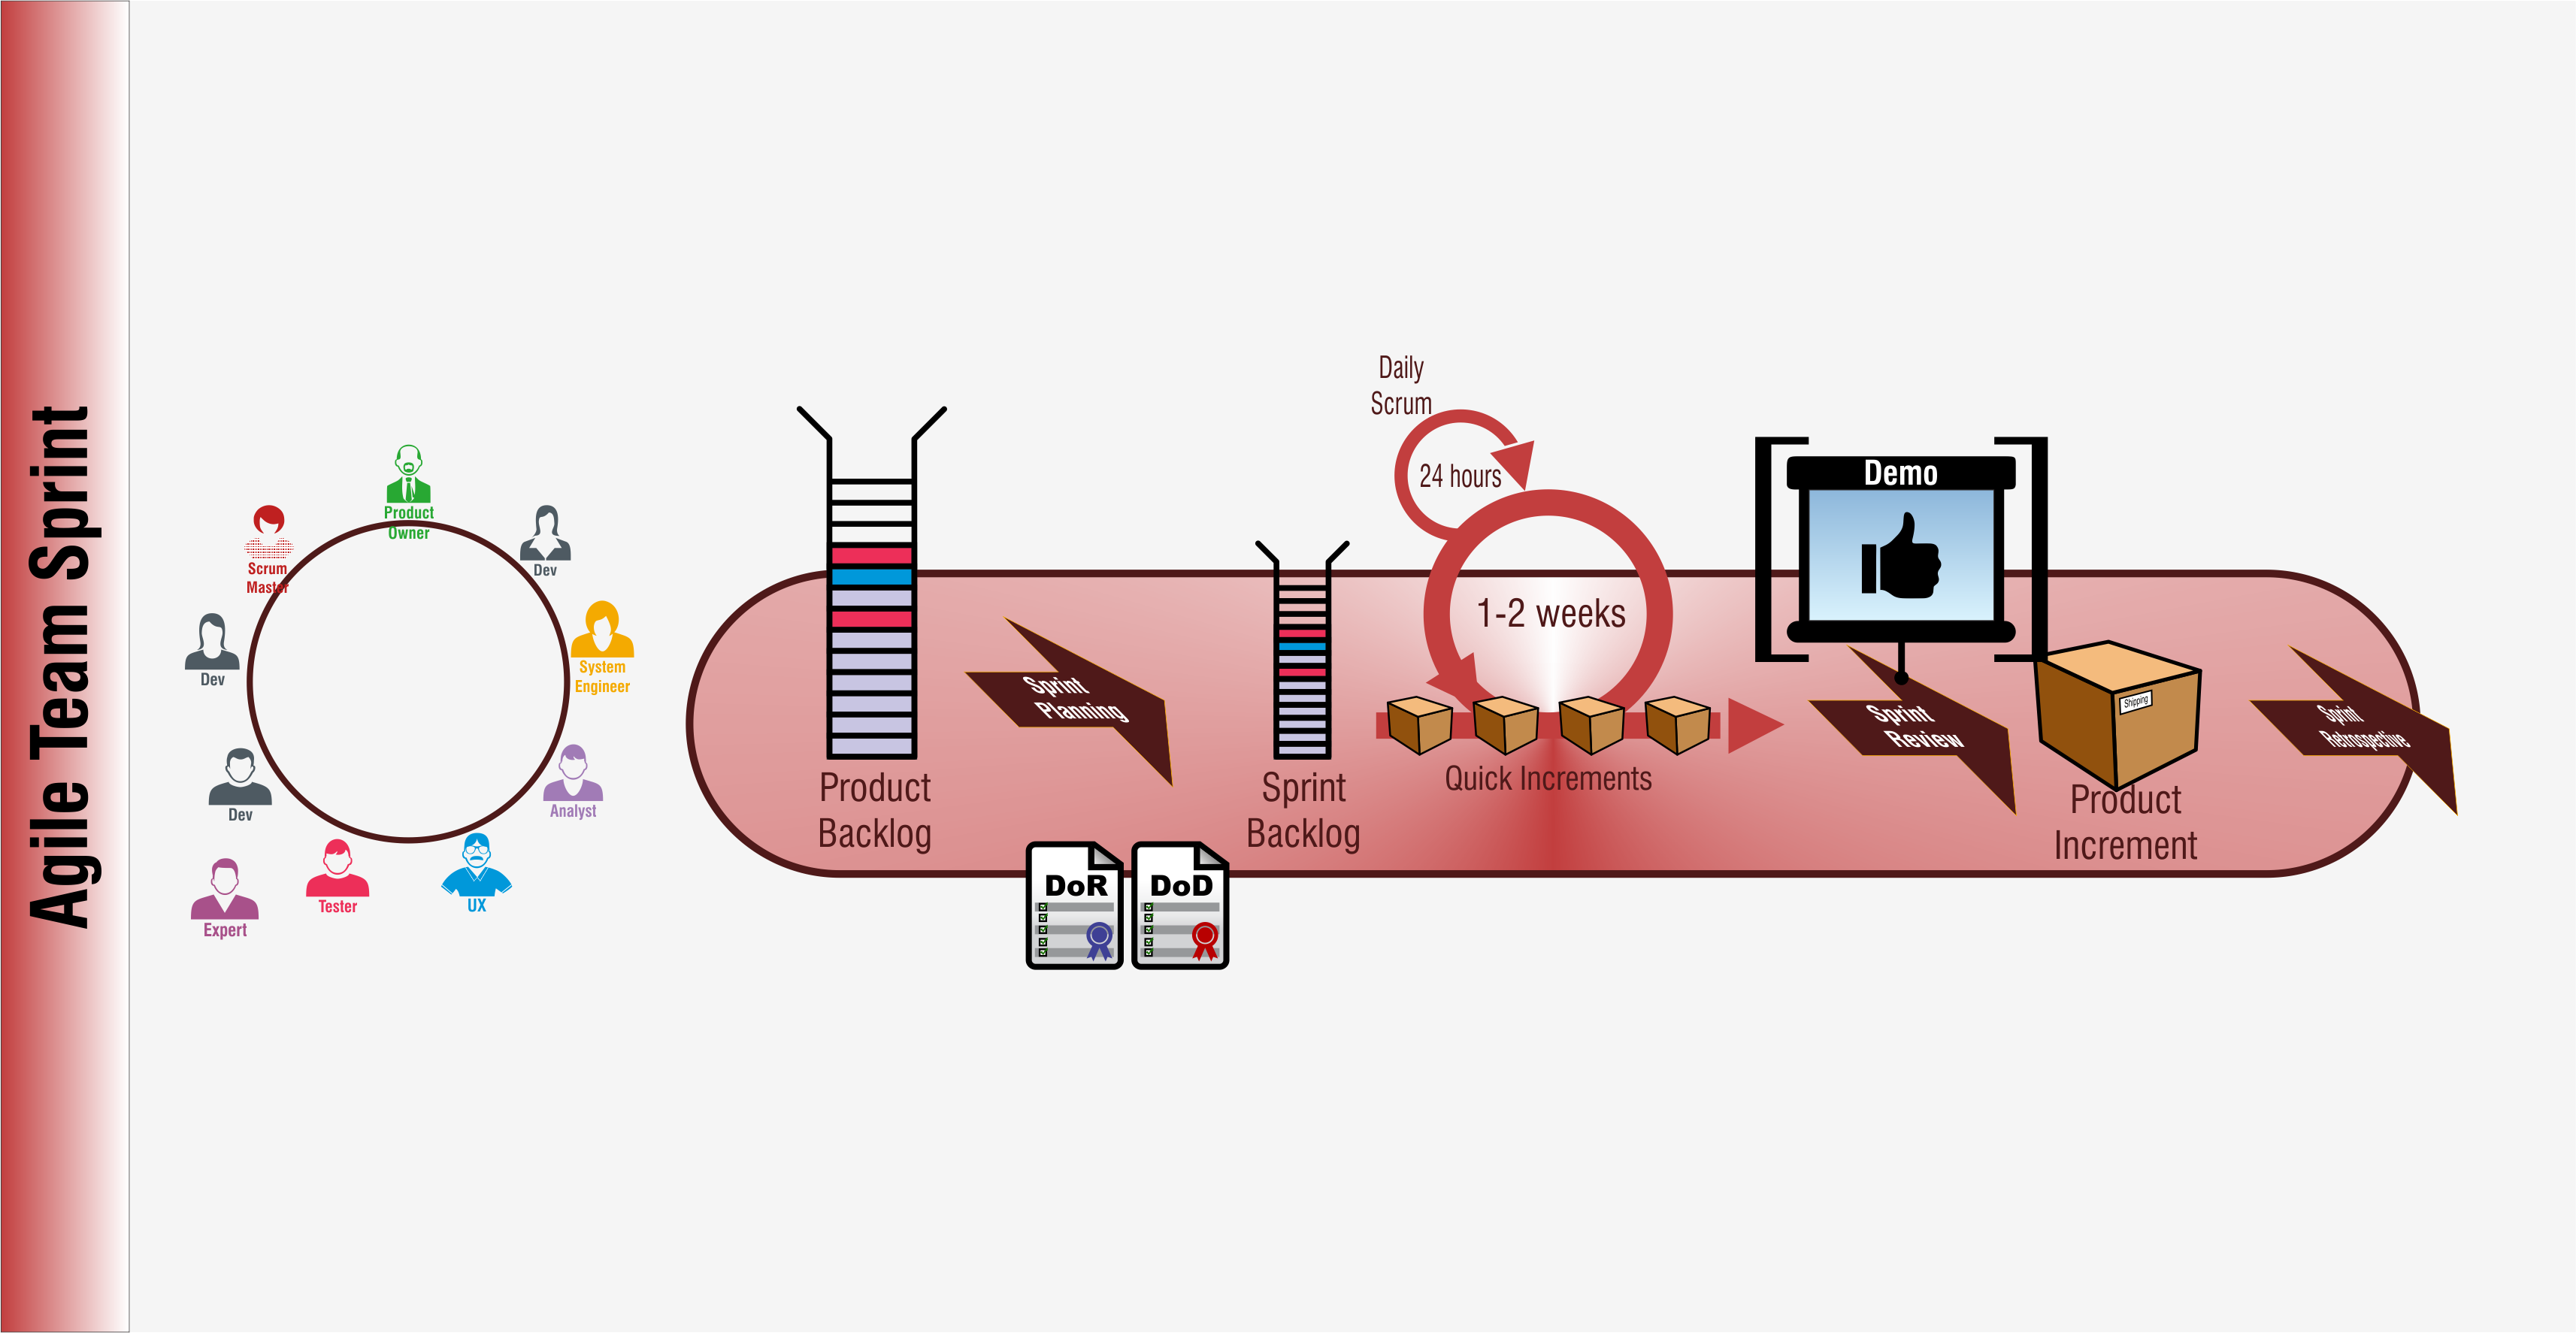 Agile Team Sprint
Product
Owner
Scrum
Master
Dev
Dev
System
Engineer
Dev
Analyst
Tester
UX
Expert
Product
Backlog
Sprint
Planning
DoR
DoD
Sprint
Backlog
Daily
Scrum
24 hours
1-2 weeks
Quick Increments
Demo
Sprint
Review
Shipping
Product
Increment
Sprint
Retrospective